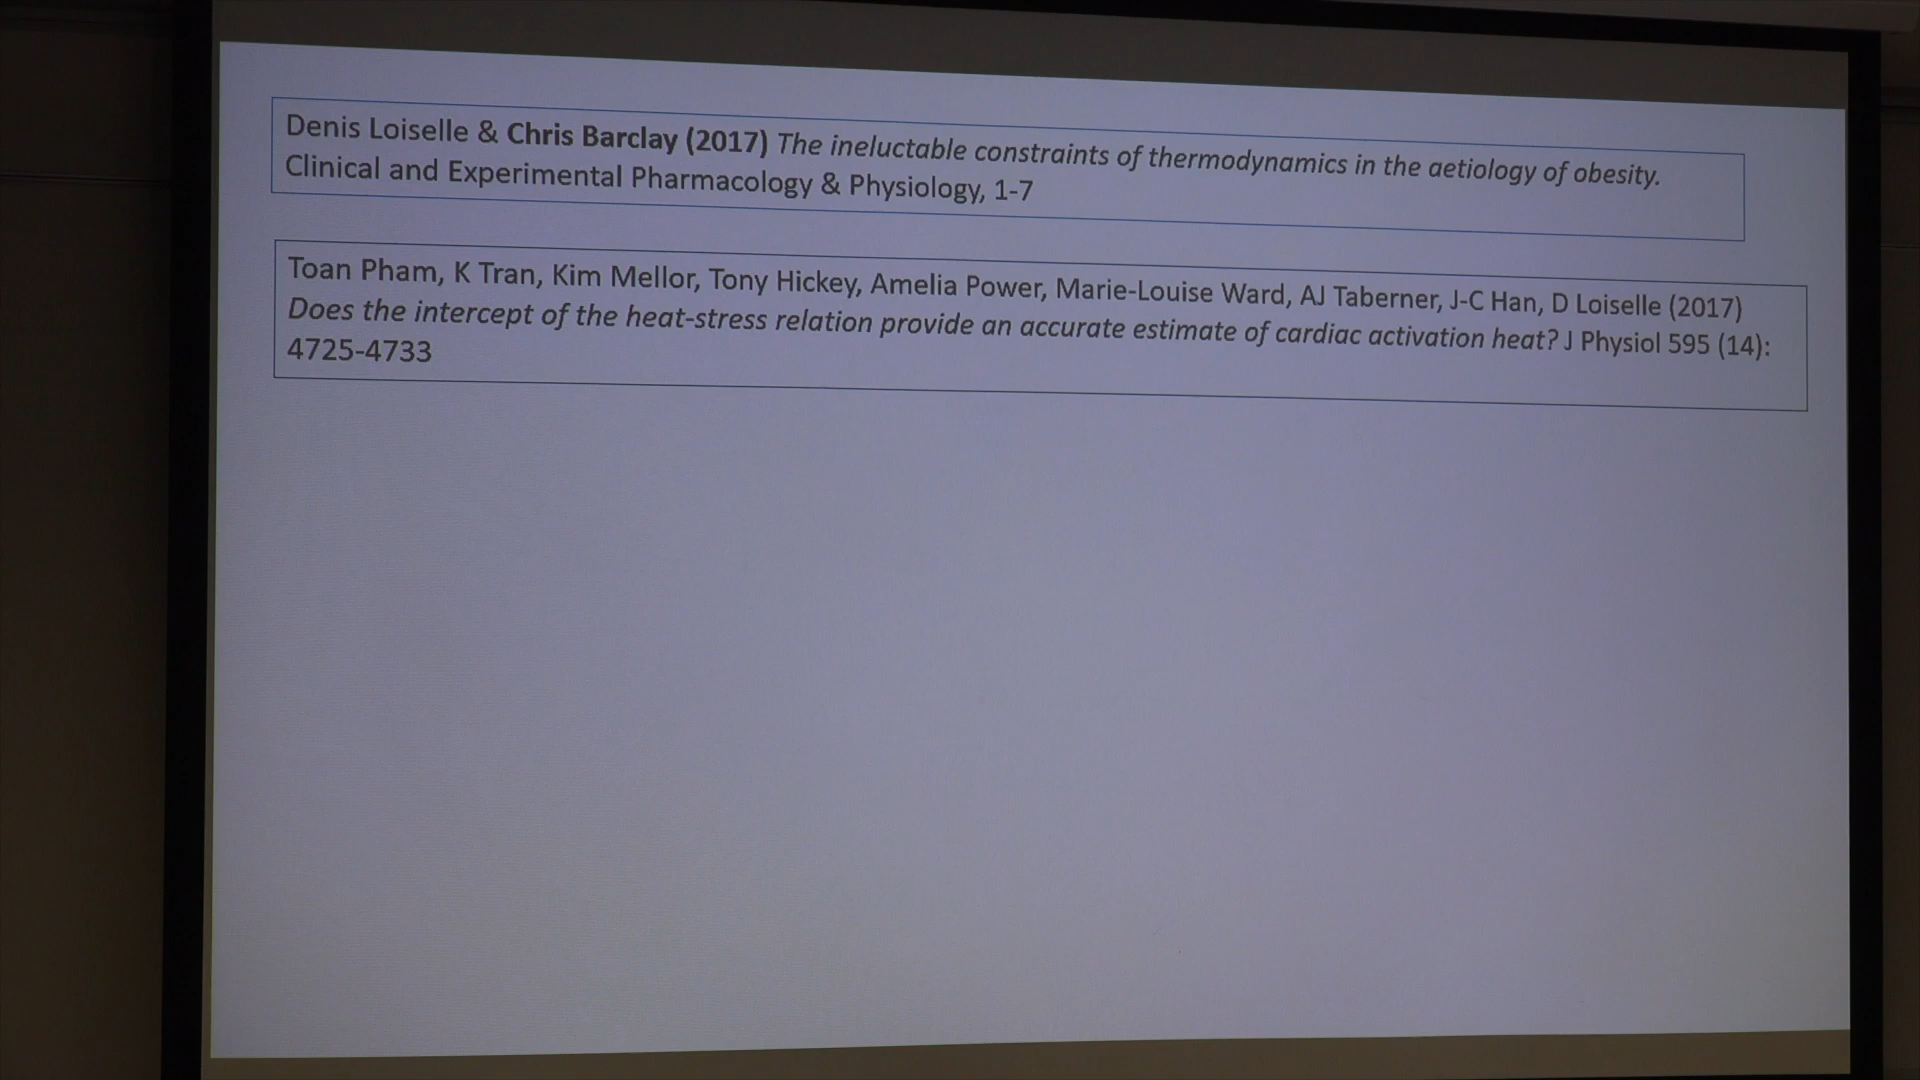 Denis Loiselle & Chris Barclay (2017) The ineluctable constraints of thermodynamics in the aetiology of obesity.
Clinical and Experimental Pharmacology & Physiology, 1-7
Toan Pham, K Tran, Kim Mellor, Tony Hickey, Amelia Power, Marie-Louise Ward, AJ Taberner, J-C Han, D Loiselle (2017)
Does the intercept of the heat-stress relation provide an accurate estimate of cardiac activation heat? J Physiol 595 (14):
4725-4733